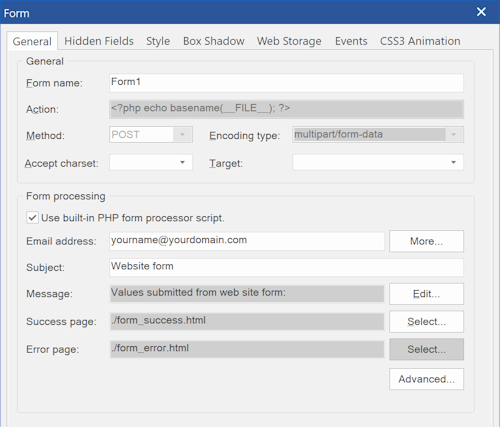 Form
General Hidden Fields Style Box Shadow Web Storage Events CSS3 Animation
General
Form name: Form1
Action: <?php echo basename(__FILE__); ?>
Method: POST Encoding type: multipart/form-data
Accept charset: Target:
Form processing
Use built-in PHP form processor script.
Email address: yourname@yourdomain.com More...
Subject: Website form
Message: Values submitted from web site form: Edit...
Success page: ./form_success.html Select...
Error page: ./form_error.html Select...
Advanced...